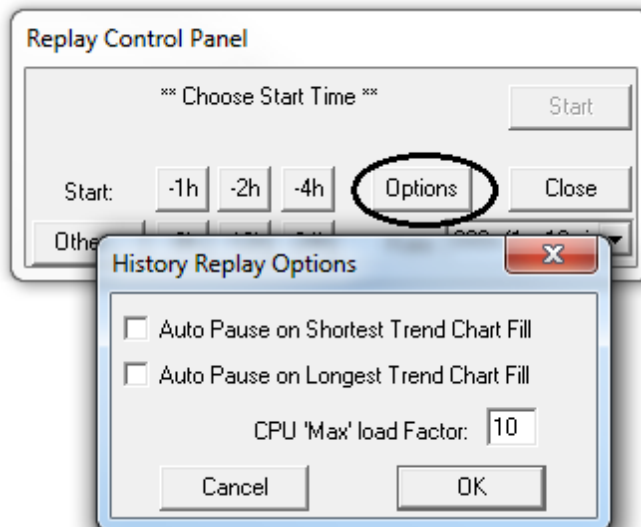 Replay Control Panel
** Choose Start Time **
Start
Start: -1h -2h -4h Options Close
History Replay Options
Auto Pause on Shortest Trend Chart Fill
Auto Pause on Longest Trend Chart Fill
CPU 'Max' load Factor: 10
Cancel OK